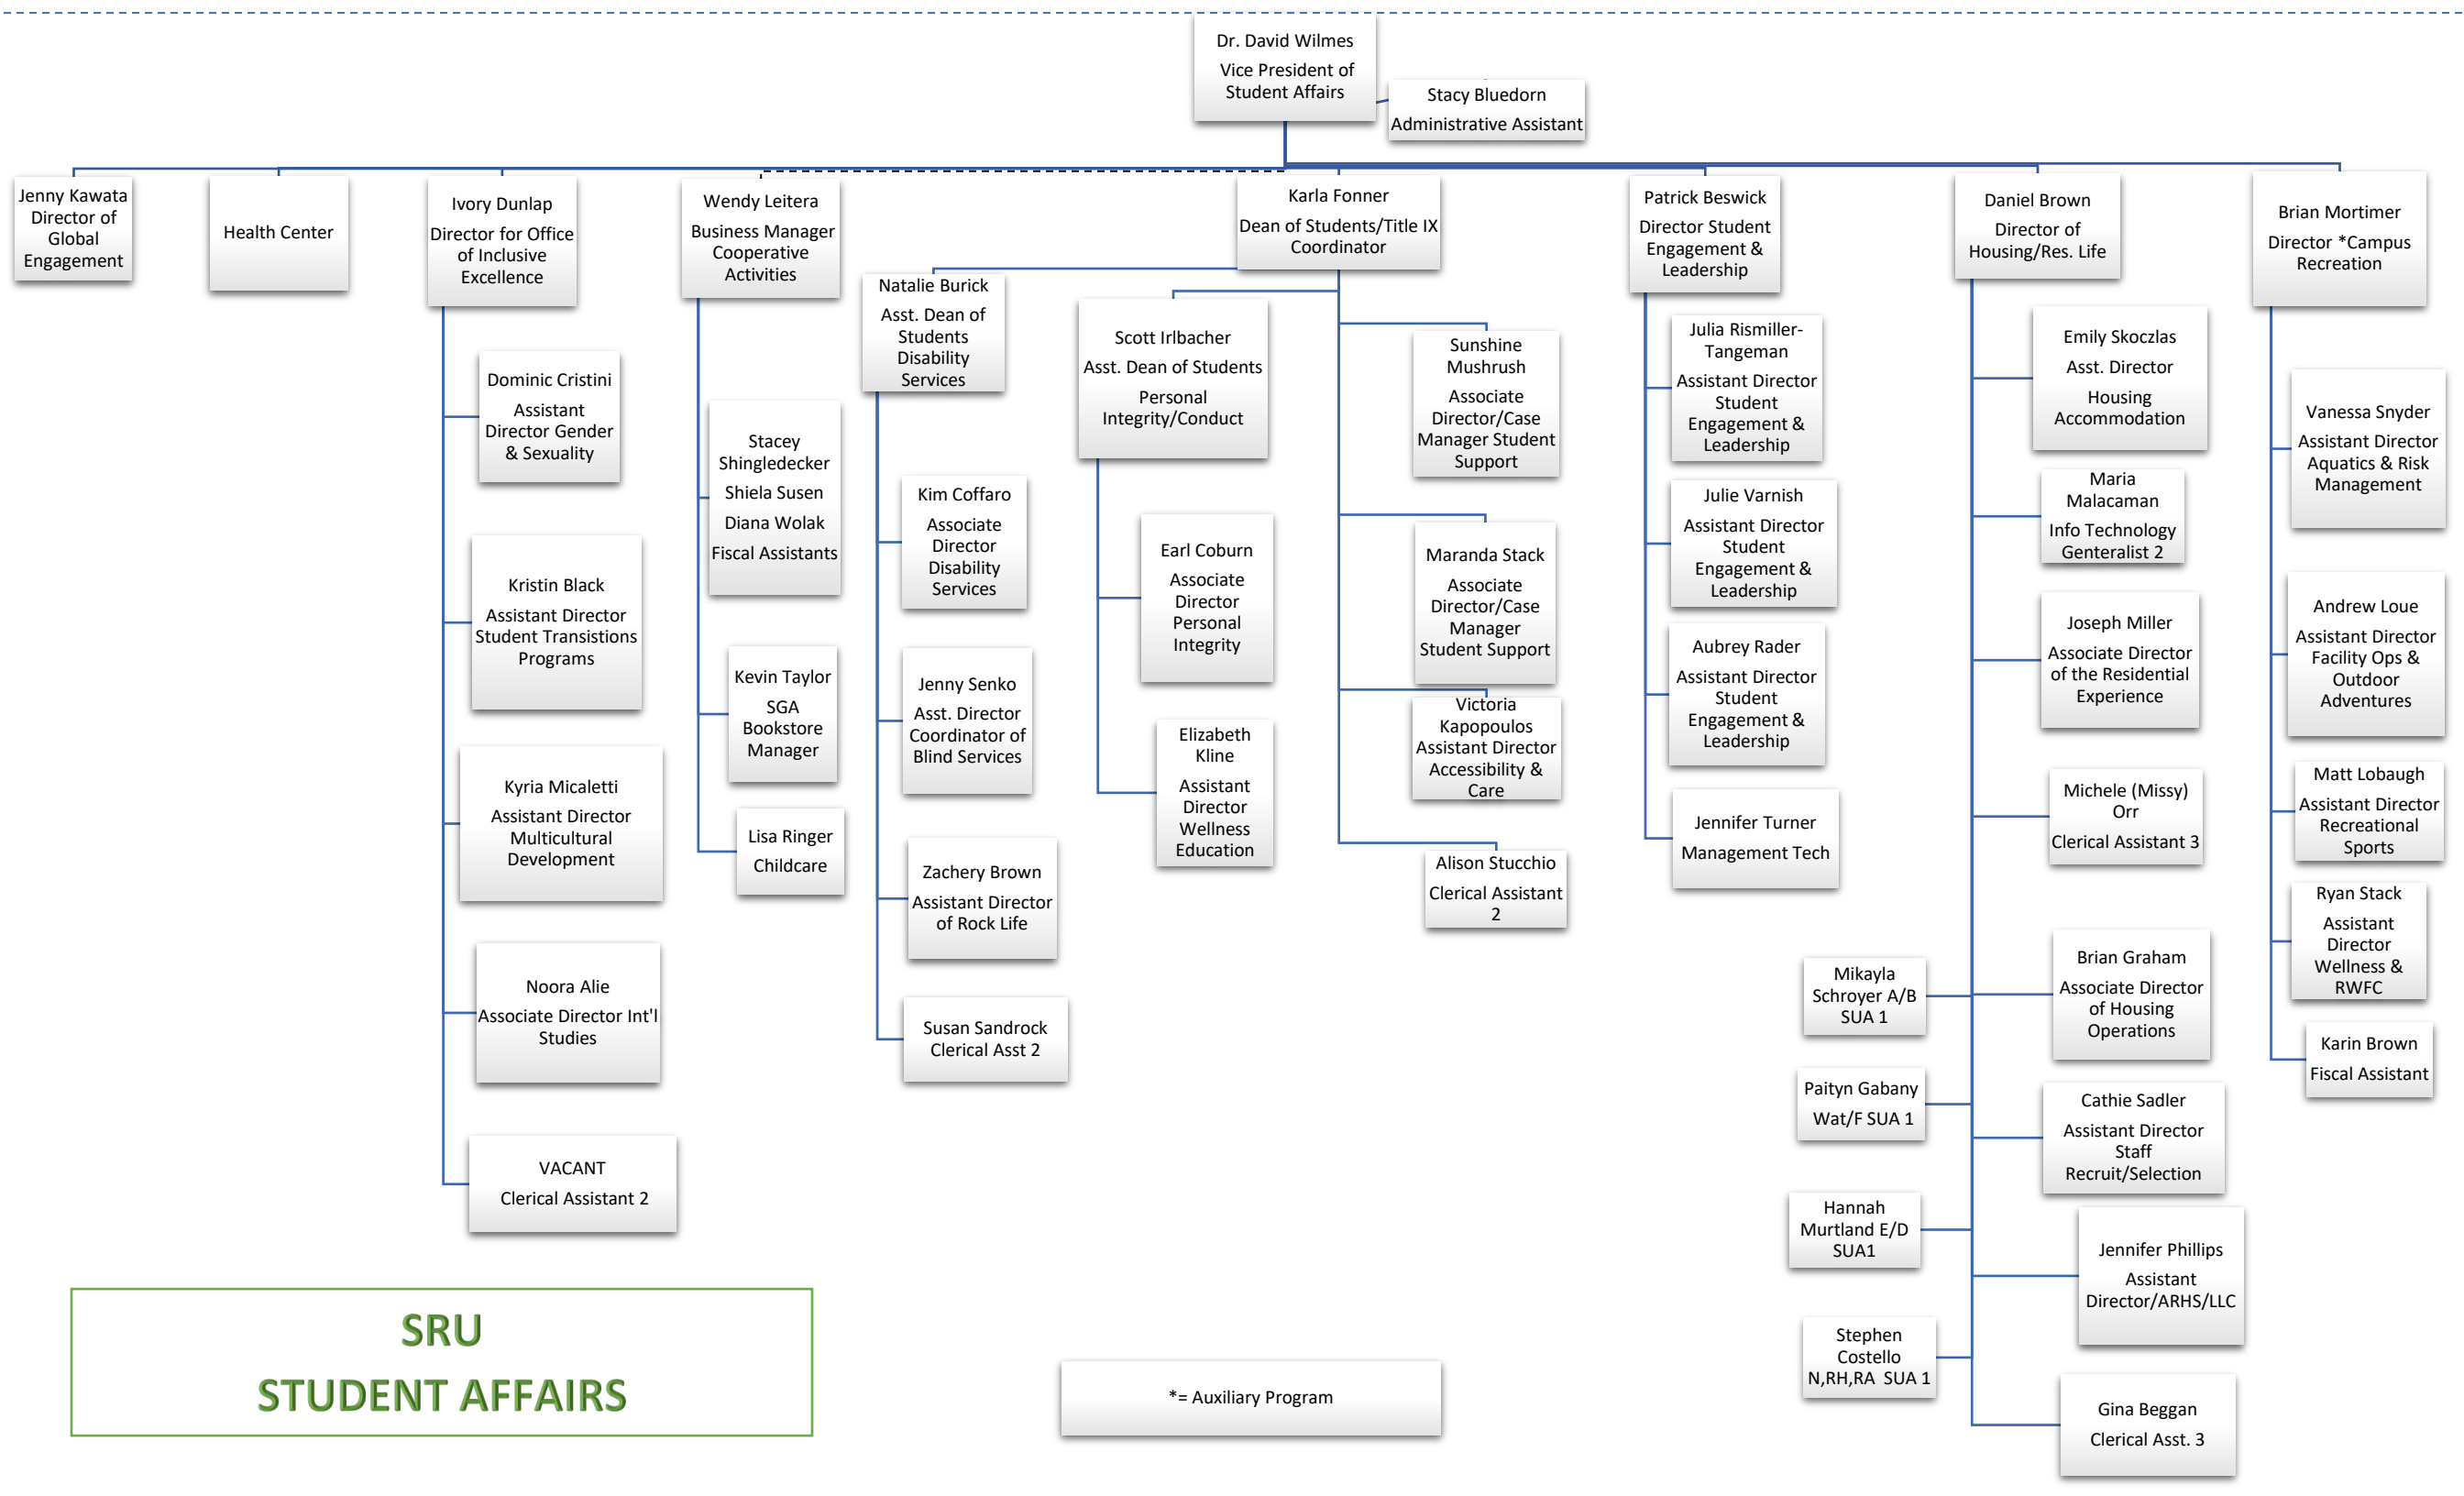 Dr. David Wilmes
Vice President of
Student Affairs
Stacy Bluedorn
Administrative Assistant
Jenny Kawata
Director of
Global
Engagement
Health Center
Ivory Dunlap
Director for Office
of Inclusive
Excellence
Dominic Cristini
Assistant
Director Gender
& Sexuality
Kristin Black
Assistant Director
Student Transistions
Programs
Kyria Micaletti
Assistant Director
Multicultural
Development
Noora Alie
Associate Director Int'l
Studies
VACANT
Clerical Assistant 2
Wendy Leitera
Business Manager
Cooperative
Activities
Stacey
Shingledecker
Shiela Susen
Diana Wolak
Fiscal Assistants
Kevin Taylor
SGA
Bookstore
Manager
Lisa Ringer
Childcare
Karla Fonner
Dean of Students/Title IX
Coordinator
Natalie Burick
Asst. Dean of
Students
Disability
Services
Kim Coffaro
Associate
Director
Disability
Services
Jenny Senko
Asst. Director
Coordinator of
Blind Services
Zachery Brown
Assistant Director
of Rock Life
Susan Sandrock
Clerical Asst 2
Scott Irlbacher
Asst. Dean of Students
Personal
Integrity/Conduct
Earl Coburn
Associate
Director
Personal
Integrity
Elizabeth
Kline
Assistant
Director
Wellness
Education
Sunshine
Mushrush
Associate
Director/Case
Manager Student
Support
Maranda Stack
Associate
Director/Case
Manager
Student Support
Victoria
Kapopoulos
Assistant Director
Accessibility &
Care
Alison Stucchio
Clerical Assistant
2
Patrick Beswick
Director Student
Engagement &
Leadership
Julia Rismiller-
Tangeman
Assistant Director
Student
Engagement &
Leadership
Julie Varnish
Assistant Director
Student
Engagement &
Leadership
Aubrey Rader
Assistant Director
Student
Engagement &
Leadership
Jennifer Turner
Management Tech
Daniel Brown
Director of
Housing/Res. Life
Emily Skoczlas
Asst. Director
Housing
Accommodation
Maria
Malacaman
Info Technology
Genteralist 2
Joseph Miller
Associate Director
of the Residential
Experience
Michele (Missy)
Orr
Clerical Assistant 3
Mikayla
Schroyer A/B
SUA 1
Brian Graham
Associate Director
of Housing
Operations
Paityn Gabany
Wat/F SUA 1
Cathie Sadler
Assistant Director
Staff
Recruit/Selection
Hannah
Murtland E/D
SUA1
Jennifer Phillips
Assistant
Director/ARHS/LLC
Stephen
Costello
N,RH,RA SUA 1
Gina Beggan
Clerical Asst. 3
Brian Mortimer
Director *Campus
Recreation
Vanessa Snyder
Assistant Director
Aquatics & Risk
Management
Andrew Loue
Assistant Director
Facility Ops &
Outdoor
Adventures
Matt Lobaugh
Assistant Director
Recreational
Sports
Ryan Stack
Assistant
Director
Wellness &
RWFC
Karin Brown
Fiscal Assistant
SRU
STUDENT AFFAIRS
*= Auxiliary Program